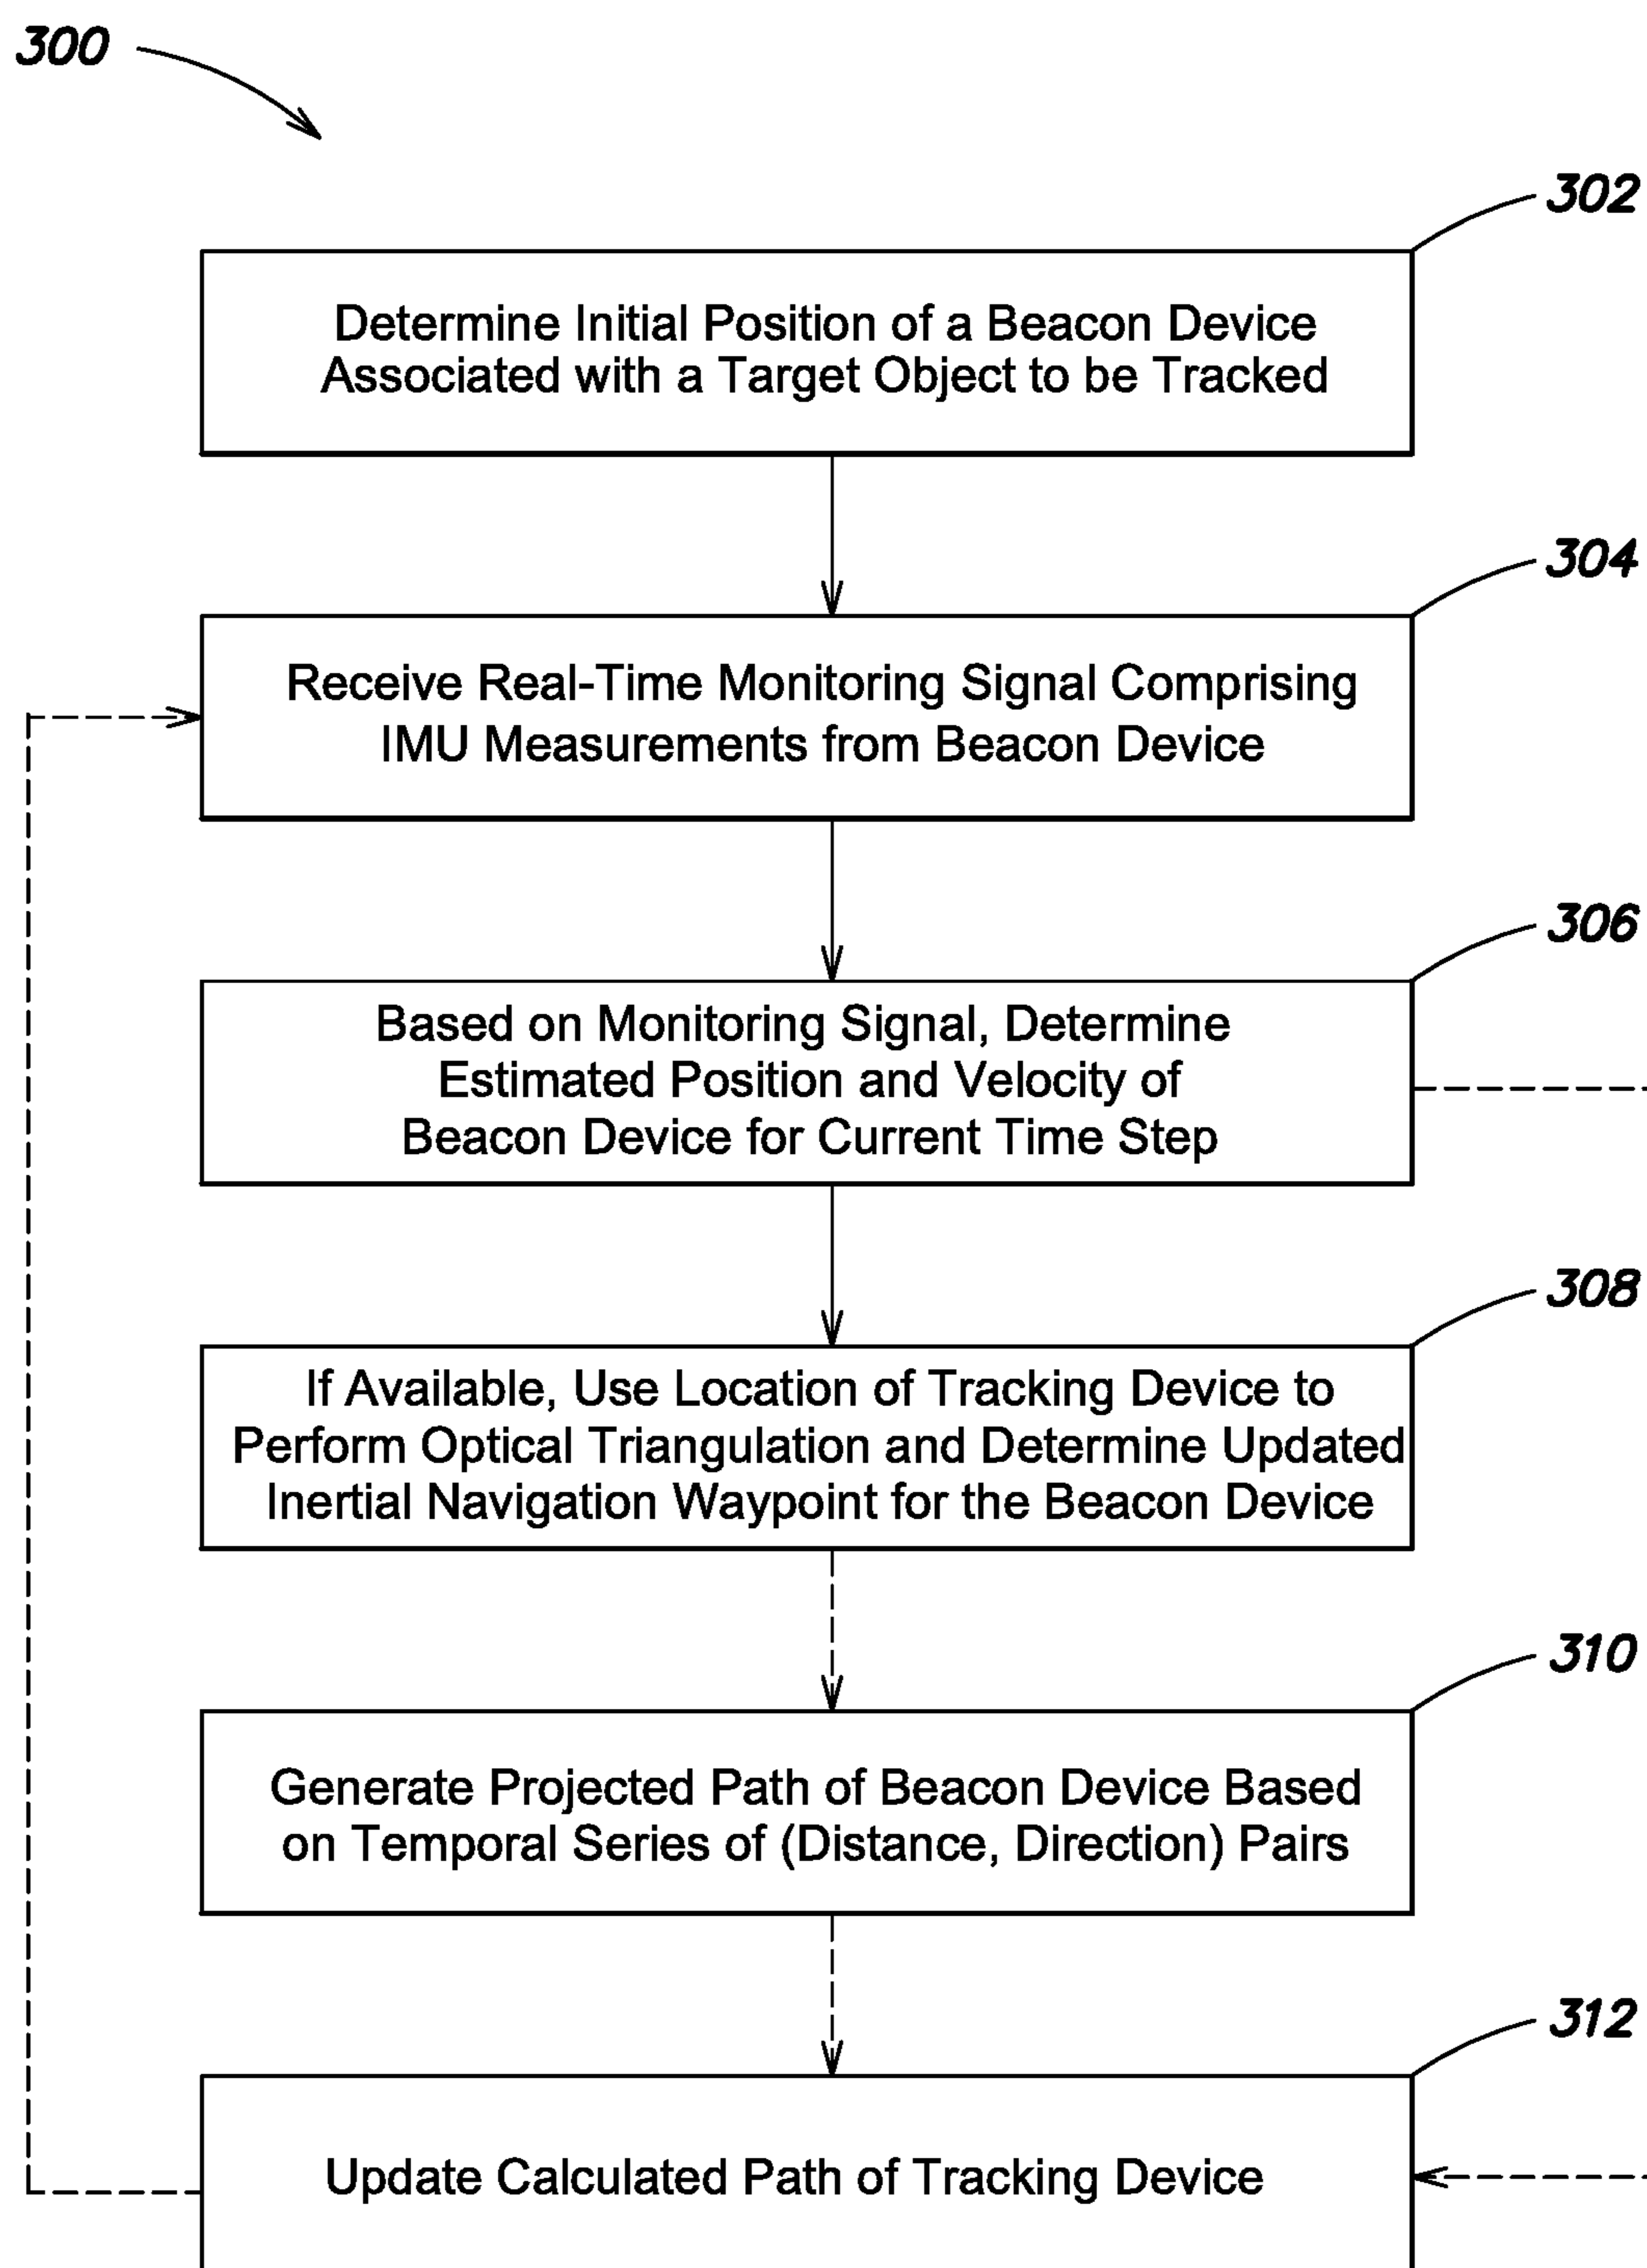 300
302
Determine Initial Position of a Beacon Device
Associated with a Target Object to be Tracked
304
Receive Real-Time Monitoring Signal Comprising
IMU Measurements from Beacon Device
306
Based on Monitoring Signal, Determine
Estimated Position and Velocity of
Beacon Device for Current Time Step
308
If Available, Use Location of Tracking Device to
Perform Optical Triangulation and Determine Updated
Inertial Navigation Waypoint for the Beacon Device
310
Generate Projected Path of Beacon Device Based
on Temporal Series of (Distance, Direction) Pairs
312
Update Calculated Path of Tracking Device